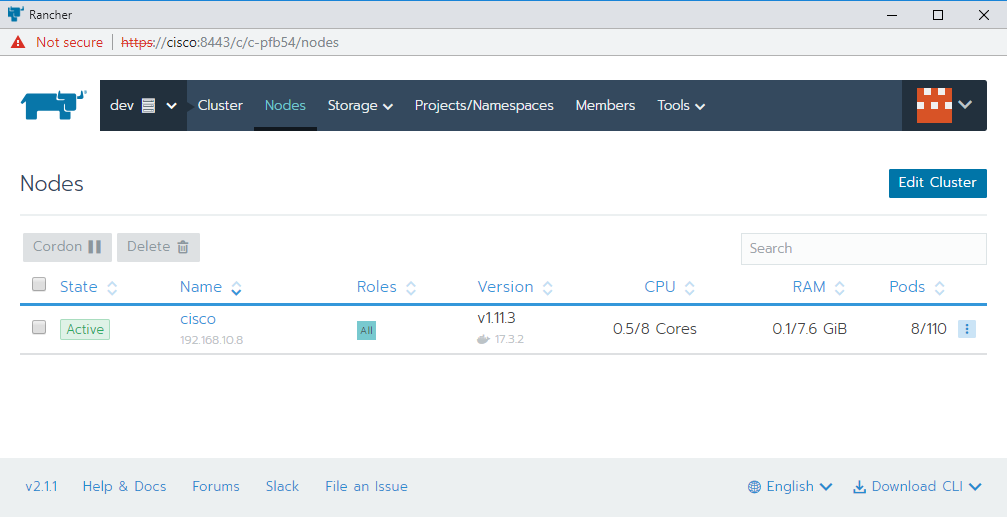 Rancher
Not secure https://cisco:8443/c/c-pfb54/nodes
dev Cluster Nodes Storage Projects/Namespaces Members Tools
Nodes
Edit Cluster
Cordon Delete Search
State Name Roles Version CPU RAM Pods
Active cisco All v1.11.3 0.5/8 Cores 0.1/7.6 GiB 8/110
192.168.10.8 17.3.2
v2.1.1 Help & Docs Forums Slack File an Issue English Download CLI